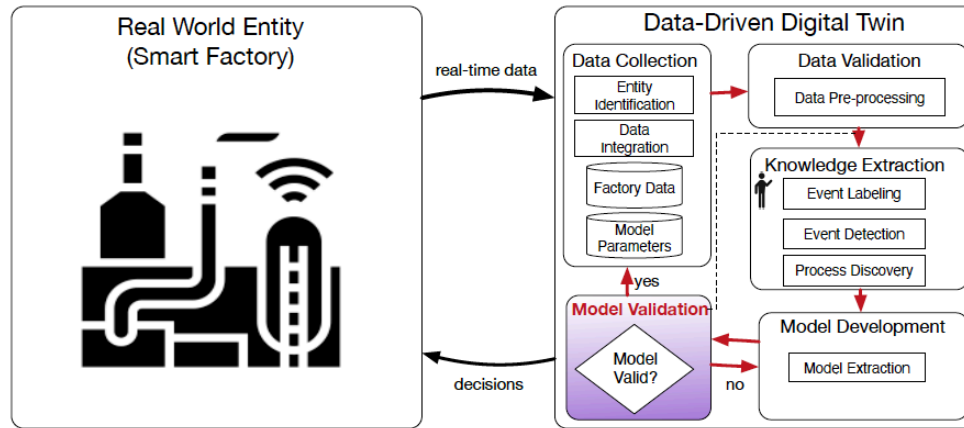 Real World Entity
(Smart Factory)
real-time data
decisions
Data-Driven Digital Twin
Data Collection
Entity
Identification
Data
Integration
Factory Data
Model
Parameters
Data Validation
Data Pre-processing
Knowledge Extraction
Event Labeling
Event Detection
Process Discovery
Model Development
Model Extraction
yes
Model Validation
Model
Valid?
no